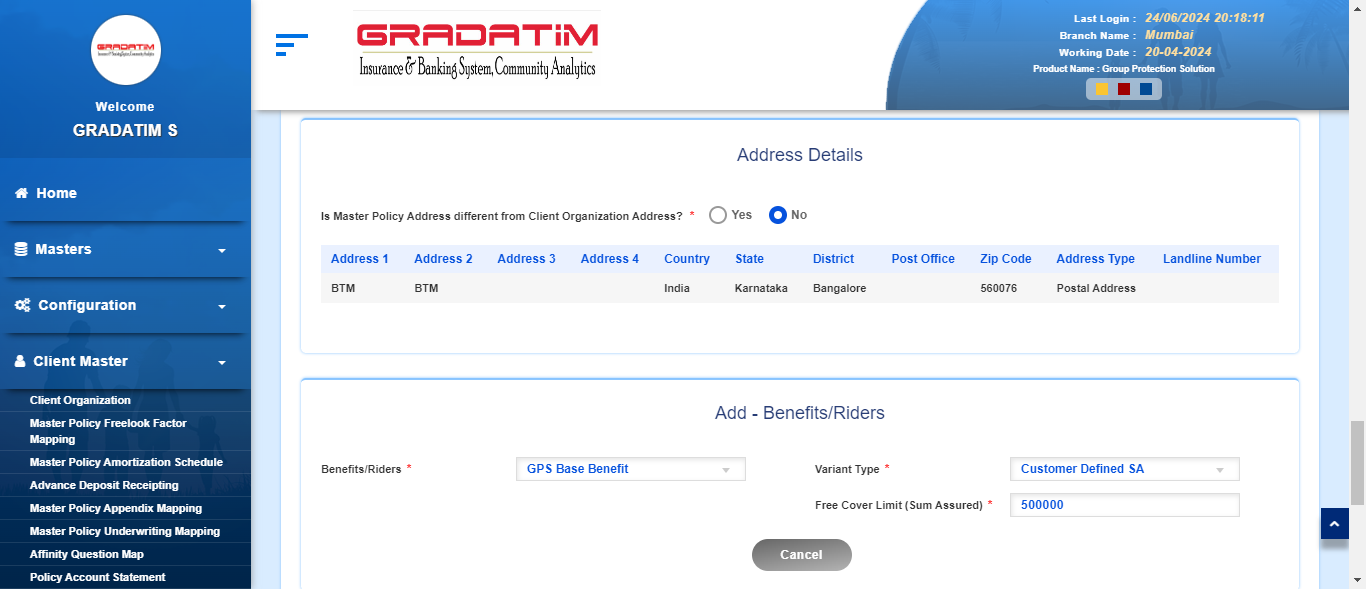 GRADATIM
Insurance & Banking System, Community Analytics
Welcome
GRADATIM S
Home
Masters
Configuration
Client Master
Client Organization
Master Policy Freelook Factor
Mapping
Master Policy Amortization Schedule
Advance Deposit Receipting
Master Policy Appendix Mapping
Master Policy Underwriting Mapping
Affinity Question Map
Policy Account Statement
GRADATIM
Insurance & Banking System, Community Analytics
Last Login : 24/06/2024 20:18:11
Branch Name : Mumbai
Working Date : 20-04-2024
Product Name : Group Protection Solution
Address Details
Is Master Policy Address different from Client Organization Address? * Yes No
Address 1 Address 2 Address 3 Address 4 Country State District Post Office Zip Code Address Type Landline Number
BTM BTM India Karnataka Bangalore 560076 Postal Address
Add - Benefits/Riders
Benefits/Riders * GPS Base Benefit Variant Type * Customer Defined SA
Free Cover Limit (Sum Assured) * 500000
Cancel